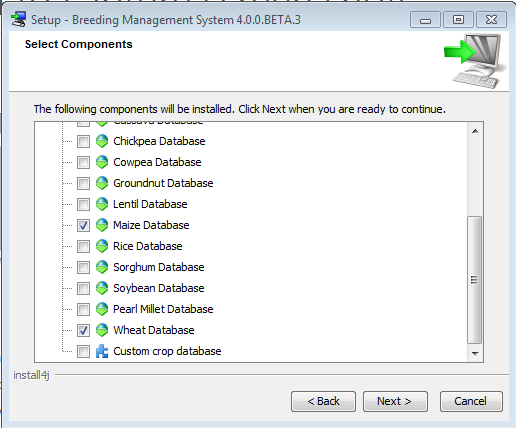 Setup - Breeding Management System 4.0.0.BETA.3
Select Components
The following components will be installed. Click Next when you are ready to continue.
Cassava Database
Chickpea Database
Cowpea Database
Groundnut Database
Lentil Database
Maize Database
Rice Database
Sorghum Database
Soybean Database
Pearl Millet Database
Wheat Database
Custom crop database
install4j
< Back Next > Cancel